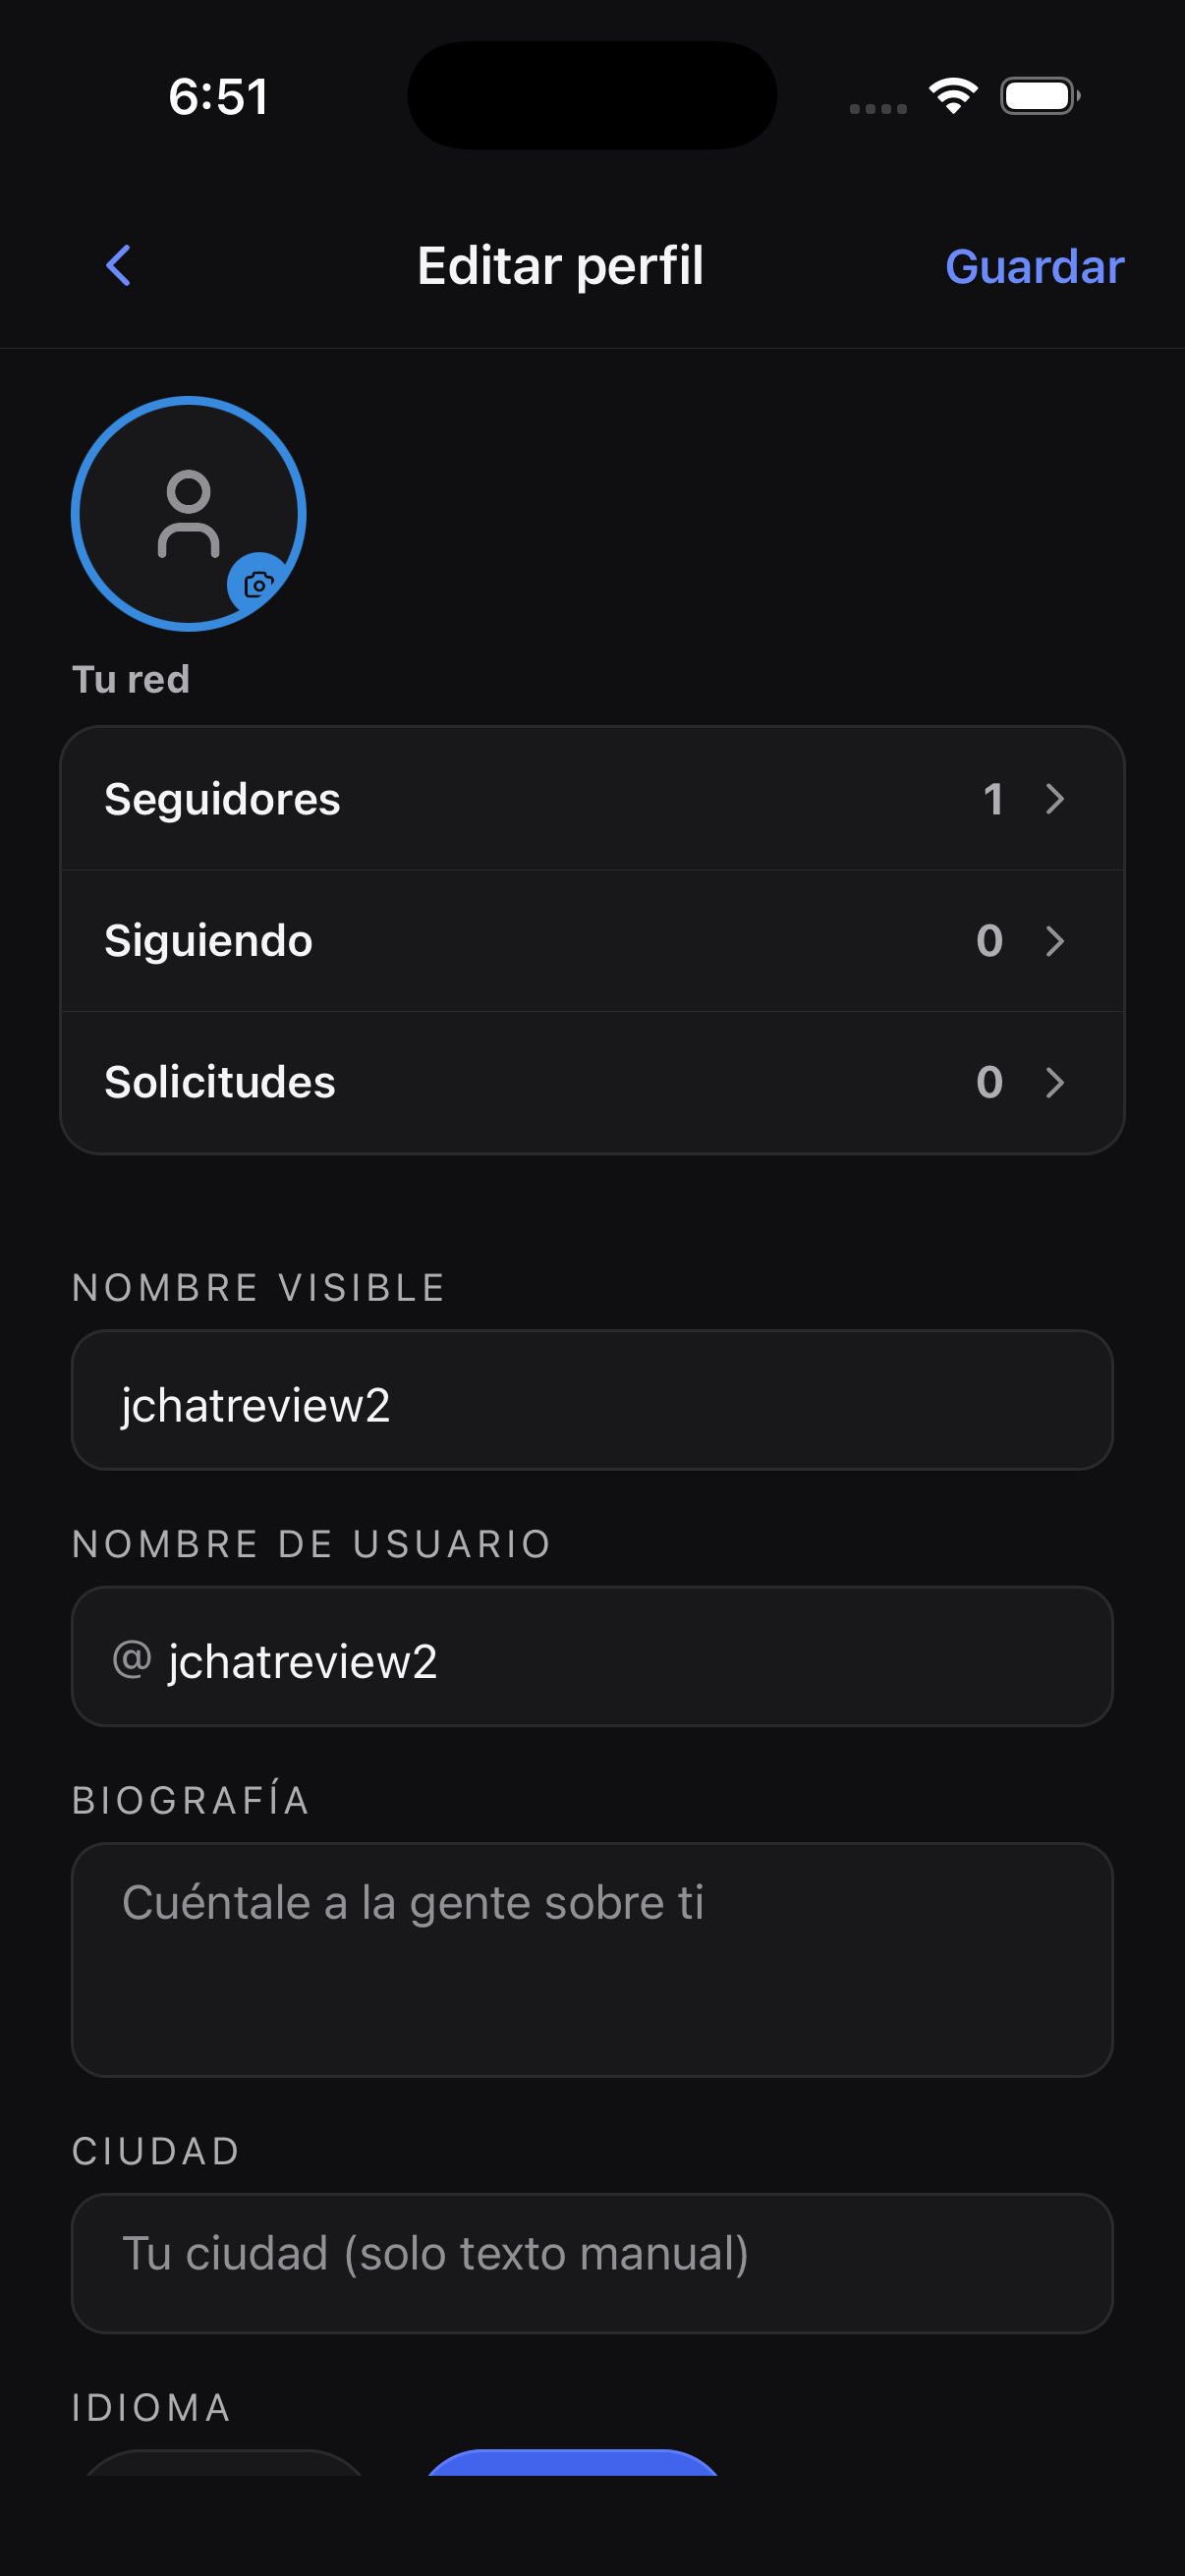 6:51
Editar perfil
Guardar
Tu red
Seguidores 1
Siguiendo 0
Solicitudes 0
NOMBRE VISIBLE
jchatreview2
NOMBRE DE USUARIO
@ jchatreview2
BIOGRAFÍA
Cuéntale a la gente sobre ti
CIUDAD
Tu ciudad (solo texto manual)
IDIOMA